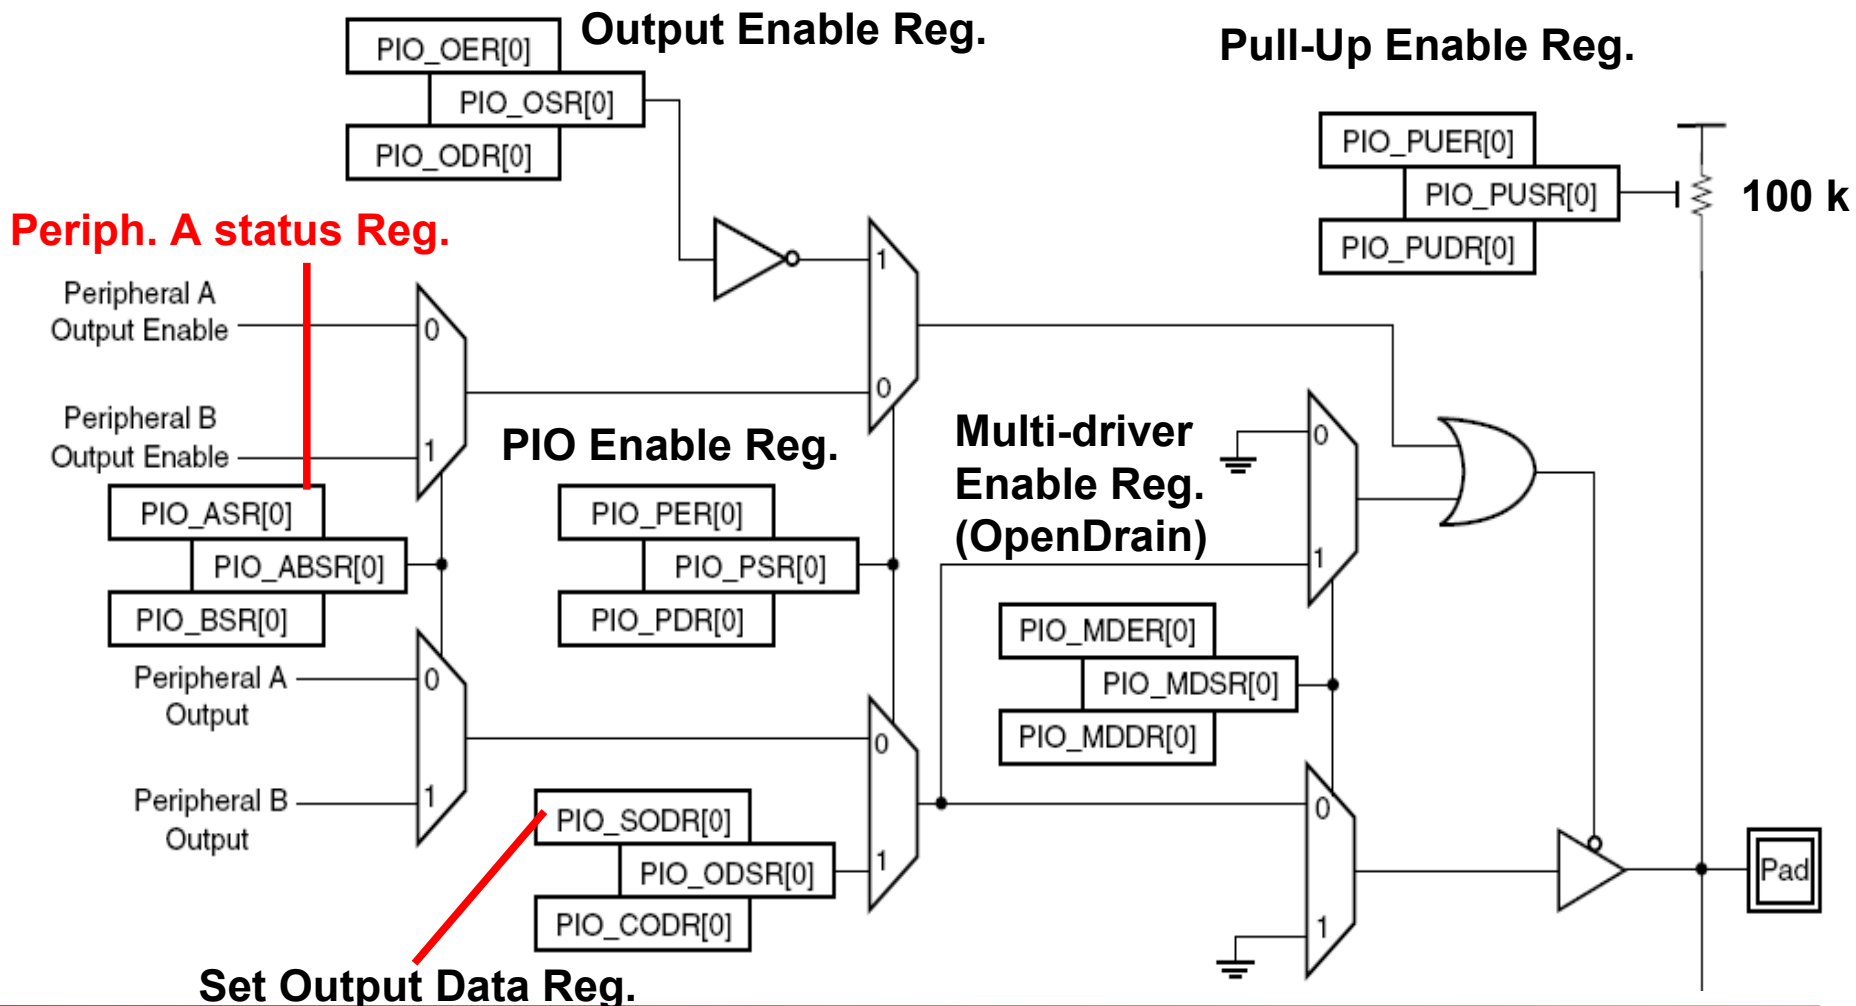 Output Enable Reg.
Pull-Up Enable Reg.
PIO_OER[0]
PIO_OSR[0]
PIO_ODR[0]
PIO_PUER[0]
PIO_PUSR[0]
PIO_PUDR[0]
100 k
Periph. A status Reg.
Peripheral A
Output Enable
Peripheral B
Output Enable
0
1
1
0
PIO Enable Reg.
Multi-driver
Enable Reg.
(OpenDrain)
0
1
PIO_ASR[0]
PIO_ABSR[0]
PIO_BSR[0]
PIO_PER[0]
PIO_PSR[0]
PIO_PDR[0]
PIO_MDER[0]
PIO_MDSR[0]
PIO_MDDR[0]
Peripheral A
Output
Peripheral B
Output
0
1
0
1
0
1
PIO_SODR[0]
PIO_ODSR[0]
PIO_CODR[0]
Pad
Set Output Data Reg.